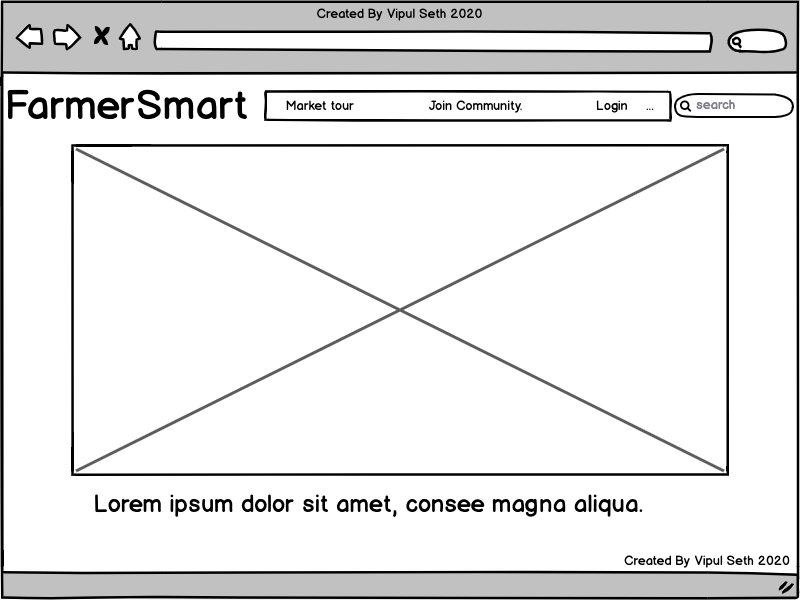 Created By Vipul Seth 2020
FarmerSmart
Market tour Join Community. Login ...
search
Lorem ipsum dolor sit amet, consee magna aliqua.
Created By Vipul Seth 2020